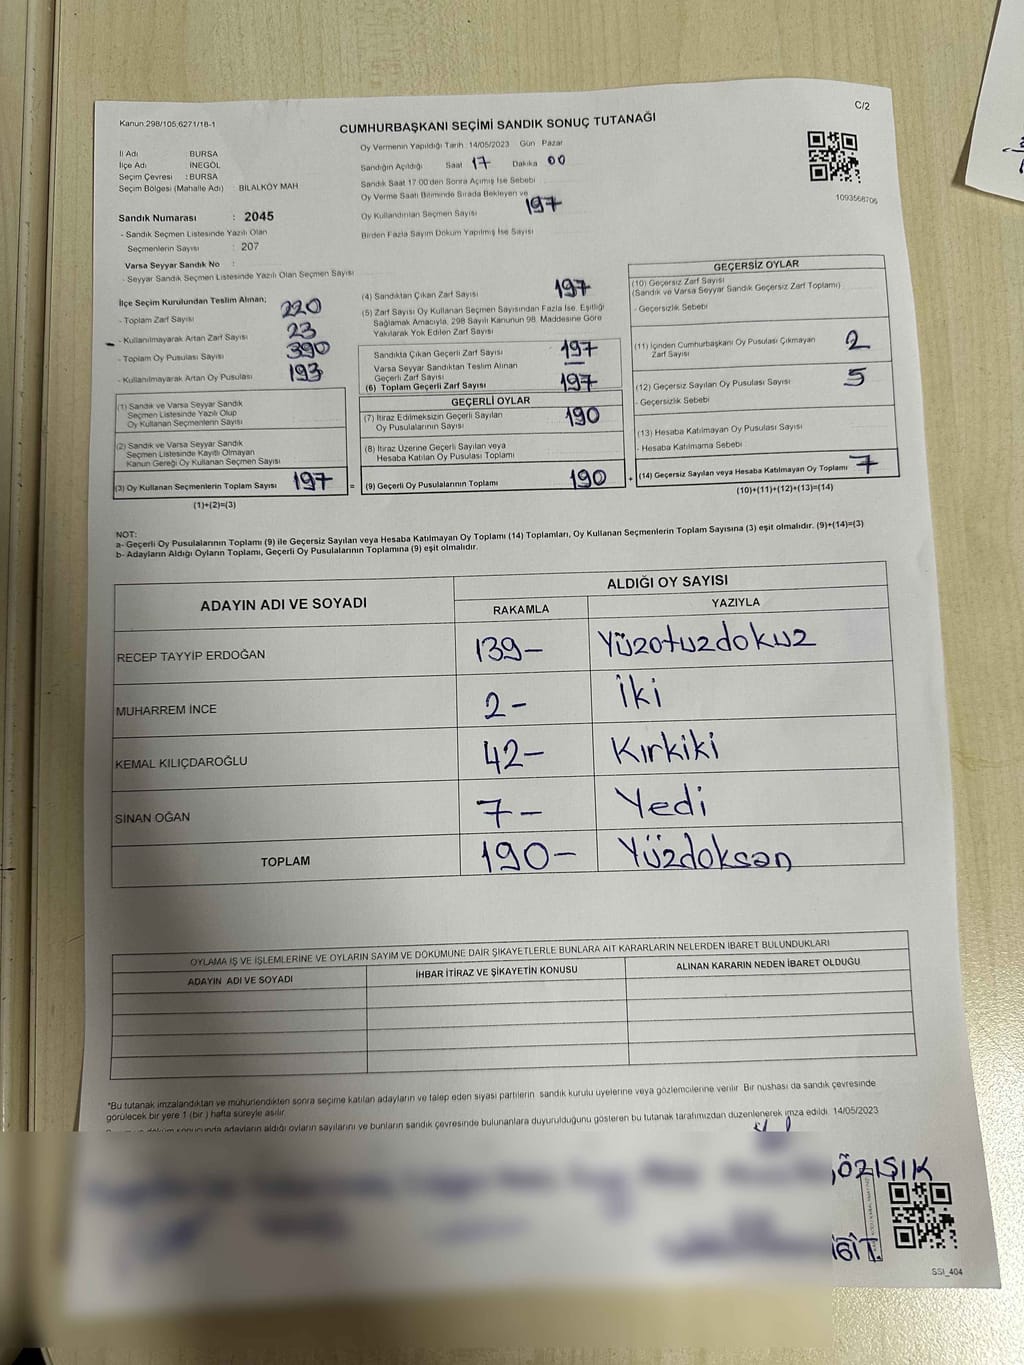 C/2
Kanun:298/105,6271/18-1
CUMHURBAŞKANI SEÇİMİ SANDIK SONUÇ TUTANAĞI
İl Adı BURSA
İlçe Adı İNEGÖL
Seçim Çevresi : BURSA
Seçim Bölgesi (Mahalle Adı) : BİLALKÖY MAH
Oy Vermenin Yapıldığı Tarih : 14/05/2023 Gün Pazar
Sandığın Açıldığı Saat 17 Dakika 00
Sandık Saat 17:00'den Sonra Açımış İse Sebebi
Oy Verme Saati Bitiminde Sırada Bekleyen ve
Oy Kullandırılan Seçmen Sayısı 197
Birden Fazla Sayım Döküm Yapılmış İse Sayısı
1093568706
Sandık Numarası : 2045
- Sandık Seçmen Listesinde Yazılı Olan
Seçmenlerin Sayısı : 207
Varsa Seyyar Sandık No :
- Seyyar Sandık Seçmen Listesinde Yazılı Olan Seçmen Sayısı
İlçe Seçim Kurulundan Teslim Alınan;
- Toplam Zarf Sayısı 220
- Kullanılmayarak Artan Zarf Sayısı 23
- Toplam Oy Pusulası Sayısı 390
- Kullanılmayarak Artan Oy Pusulası 193
(1) Sandık ve Varsa Seyyar Sandık
Seçmen Listesinde Yazılı Olup
Oy Kullanan Seçmenlerin Sayısı
(2) Sandık ve Varsa Seyyar Sandık
Seçmen Listesinde Kayıtlı Olmayan
Kanun Gereği Oy Kullanan Seçmen Sayısı
(3) Oy Kullanan Seçmenlerin Toplam Sayısı 197 =
(1)+(2)=(3)
(4) Sandıktan Çıkan Zarf Sayısı 197
(5) Zarf Sayısı Oy Kullanan Seçmen Sayısından Fazla İse, Eşitliği
Sağlamak Amacıyla, 298 Sayılı Kanunun 98. Maddesine Göre
Yakılarak Yok Edilen Zarf Sayısı
Sandıkta Çıkan Geçerli Zarf Sayısı 197
Varsa Seyyar Sandıktan Teslim Alınan
Geçerli Zarf Sayısı
(6) Toplam Geçerli Zarf Sayısı 197
GEÇERLİ OYLAR
(7) İtiraz Edilmeksizin Geçerli Sayılan
Oy Pusulalarının Sayısı 190
(8) İtiraz Üzerine Geçerli Sayılan veya
Hesaba Katılan Oy Pusulası Toplamı
(9) Geçerli Oy Pusulalarının Toplamı 190 +
GEÇERSİZ OYLAR
(10) Geçersiz Zarf Sayısı
(Sandık ve Varsa Seyyar Sandık Geçersiz Zarf Toplamı)
- Geçersizlik Sebebi
(11) İçinden Cumhurbaşkanı Oy Pusulası Çıkmayan
Zarf Sayısı 2
(12) Geçersiz Sayılan Oy Pusulası Sayısı 5
- Geçersizlik Sebebi
(13) Hesaba Katılmayan Oy Pusulası Sayısı
- Hesaba Katılmama Sebebi
(14) Geçersiz Sayılan veya Hesaba Katılmayan Oy Toplamı 7
(10)+(11)+(12)+(13)=(14)
NOT:
a- Geçerli Oy Pusulalarının Toplamı (9) ile Geçersiz Sayılan veya Hesaba Katılmayan Oy Toplamı (14) Toplamları, Oy Kullanan Seçmenlerin Toplam Sayısına (3) eşit olmalıdır. (9)+(14)=(3)
b- Adayların Aldığı Oyların Toplamı, Geçerli Oy Pusulalarının Toplamına (9) eşit olmalıdır.
ADAYIN ADI VE SOYADI
ALDIĞI OY SAYISI
RAKAMLA YAZIYLA
RECEP TAYYİP ERDOĞAN 139- Yüzotuzdokuz
MUHARREM İNCE 2- İki
KEMAL KILIÇDAROĞLU 42- Kırkiki
SİNAN OĞAN 7- Yedi
TOPLAM 190- Yüzdoksan
OYLAMA İŞ VE İŞLEMLERİNE VE OYLARIN SAYIM VE DÖKÜMÜNE DAİR ŞİKAYETLERLE BUNLARA AİT KARARLARIN NELERDEN İBARET BULUNDUKLARI
ADAYIN ADI VE SOYADI İHBAR İTİRAZ VE ŞİKAYETİN KONUSU ALINAN KARARIN NEDEN İBARET OLDUĞU
*Bu tutanak imzalandıktan ve mühürlendikten sonra seçime katılan adayların ve talep eden siyasi partilerin sandık kurulu üyelerine veya gözlemcilerine verilir. Bir nüshası da sandık çevresinde
görülecek bir yere 1 (bir) hafta süreyle asılır.
adayların aldığı oyların sayılarını ve bunların sandık çevresinde bulunanlara duyurulduğunu gösteren bu tutanak tarafımızdan düzenlenerek imza edildi. 14/05/2023
ÖZIŞIK
İĞİT
SSI_404